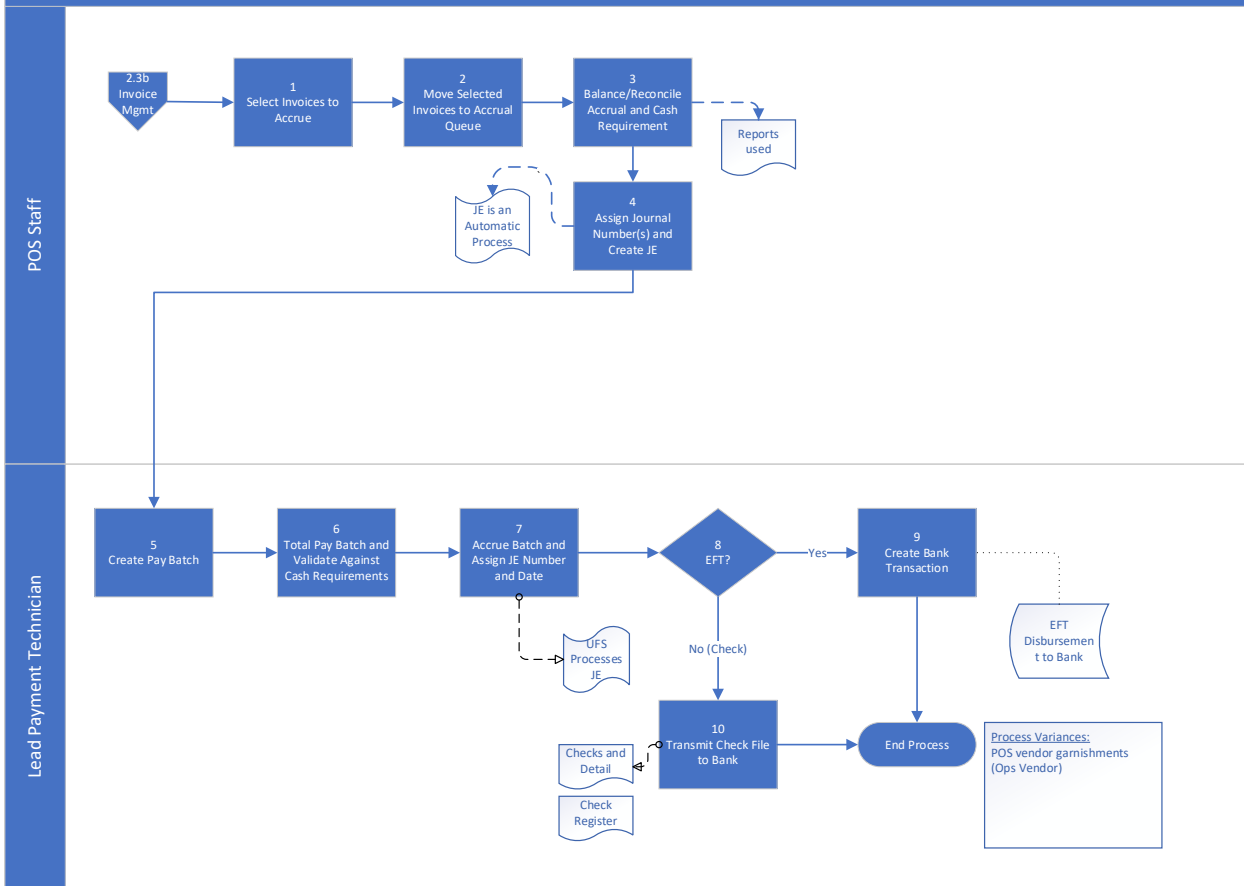 POS Staff
2.3b
Invoice
Mgmt
1
Select Invoices to
Accrue
2
Move Selected
Invoices to Accrual
Queue
3
Balance/Reconcile
Accrual and Cash
Requirement
Reports
used
4
Assign Journal
Number(s) and
Create JE
JE is an
Automatic
Process
Lead Payment Technician
5
Create Pay Batch
6
Total Pay Batch and
Validate Against
Cash Requirements
7
Accrue Batch and
Assign JE Number
and Date
UFS
Processes
JE
8
EFT?
Yes
No (Check)
9
Create Bank
Transaction
EFT
Disbursemen
t to Bank
10
Transmit Check File
to Bank
Checks and
Detail
Check
Register
End Process
Process Variances:
POS vendor garnishments
(Ops Vendor)